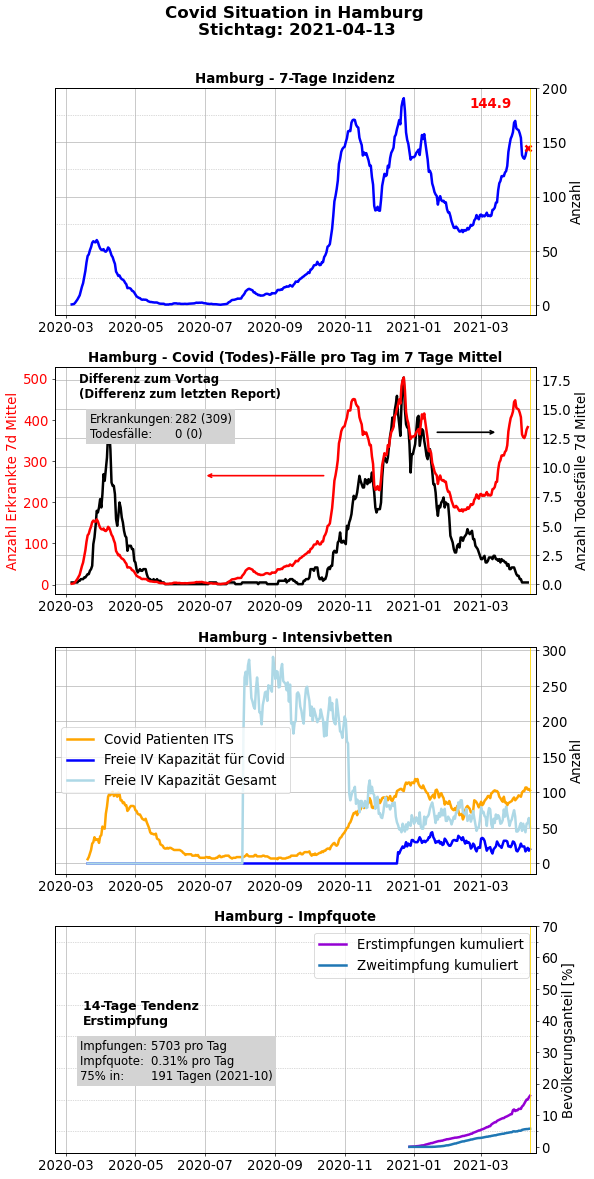 Covid Situation in Hamburg
Stichtag: 2021-04-13
Hamburg - 7-Tage Inzidenz
144.9
200
150
100
50
0
Anzahl
2020-03 2020-05 2020-07 2020-09 2020-11 2021-01 2021-03
Hamburg - Covid (Todes)-Fälle pro Tag im 7 Tage Mittel
Differenz zum Vortag
(Differenz zum letzten Report)
Erkrankungen: 282 (309)
Todesfälle: 0 (0)
Anzahl Erkrankte 7d Mittel
500
400
300
200
100
0
17.5
15.0
12.5
10.0
7.5
5.0
2.5
0.0
Anzahl Todesfälle 7d Mittel
2020-03 2020-05 2020-07 2020-09 2020-11 2021-01 2021-03
Hamburg - Intensivbetten
Covid Patienten ITS
Freie IV Kapazität für Covid
Freie IV Kapazität Gesamt
300
250
200
150
100
50
0
Anzahl
2020-03 2020-05 2020-07 2020-09 2020-11 2021-01 2021-03
Hamburg - Impfquote
Erstimpfungen kumuliert
Zweitimpfung kumuliert
14-Tage Tendenz
Erstimpfung
Impfungen: 5703 pro Tag
Impfquote: 0.31% pro Tag
75% in: 191 Tagen (2021-10)
70
60
50
40
30
20
10
0
Bevölkerungsanteil [%]
2020-03 2020-05 2020-07 2020-09 2020-11 2021-01 2021-03